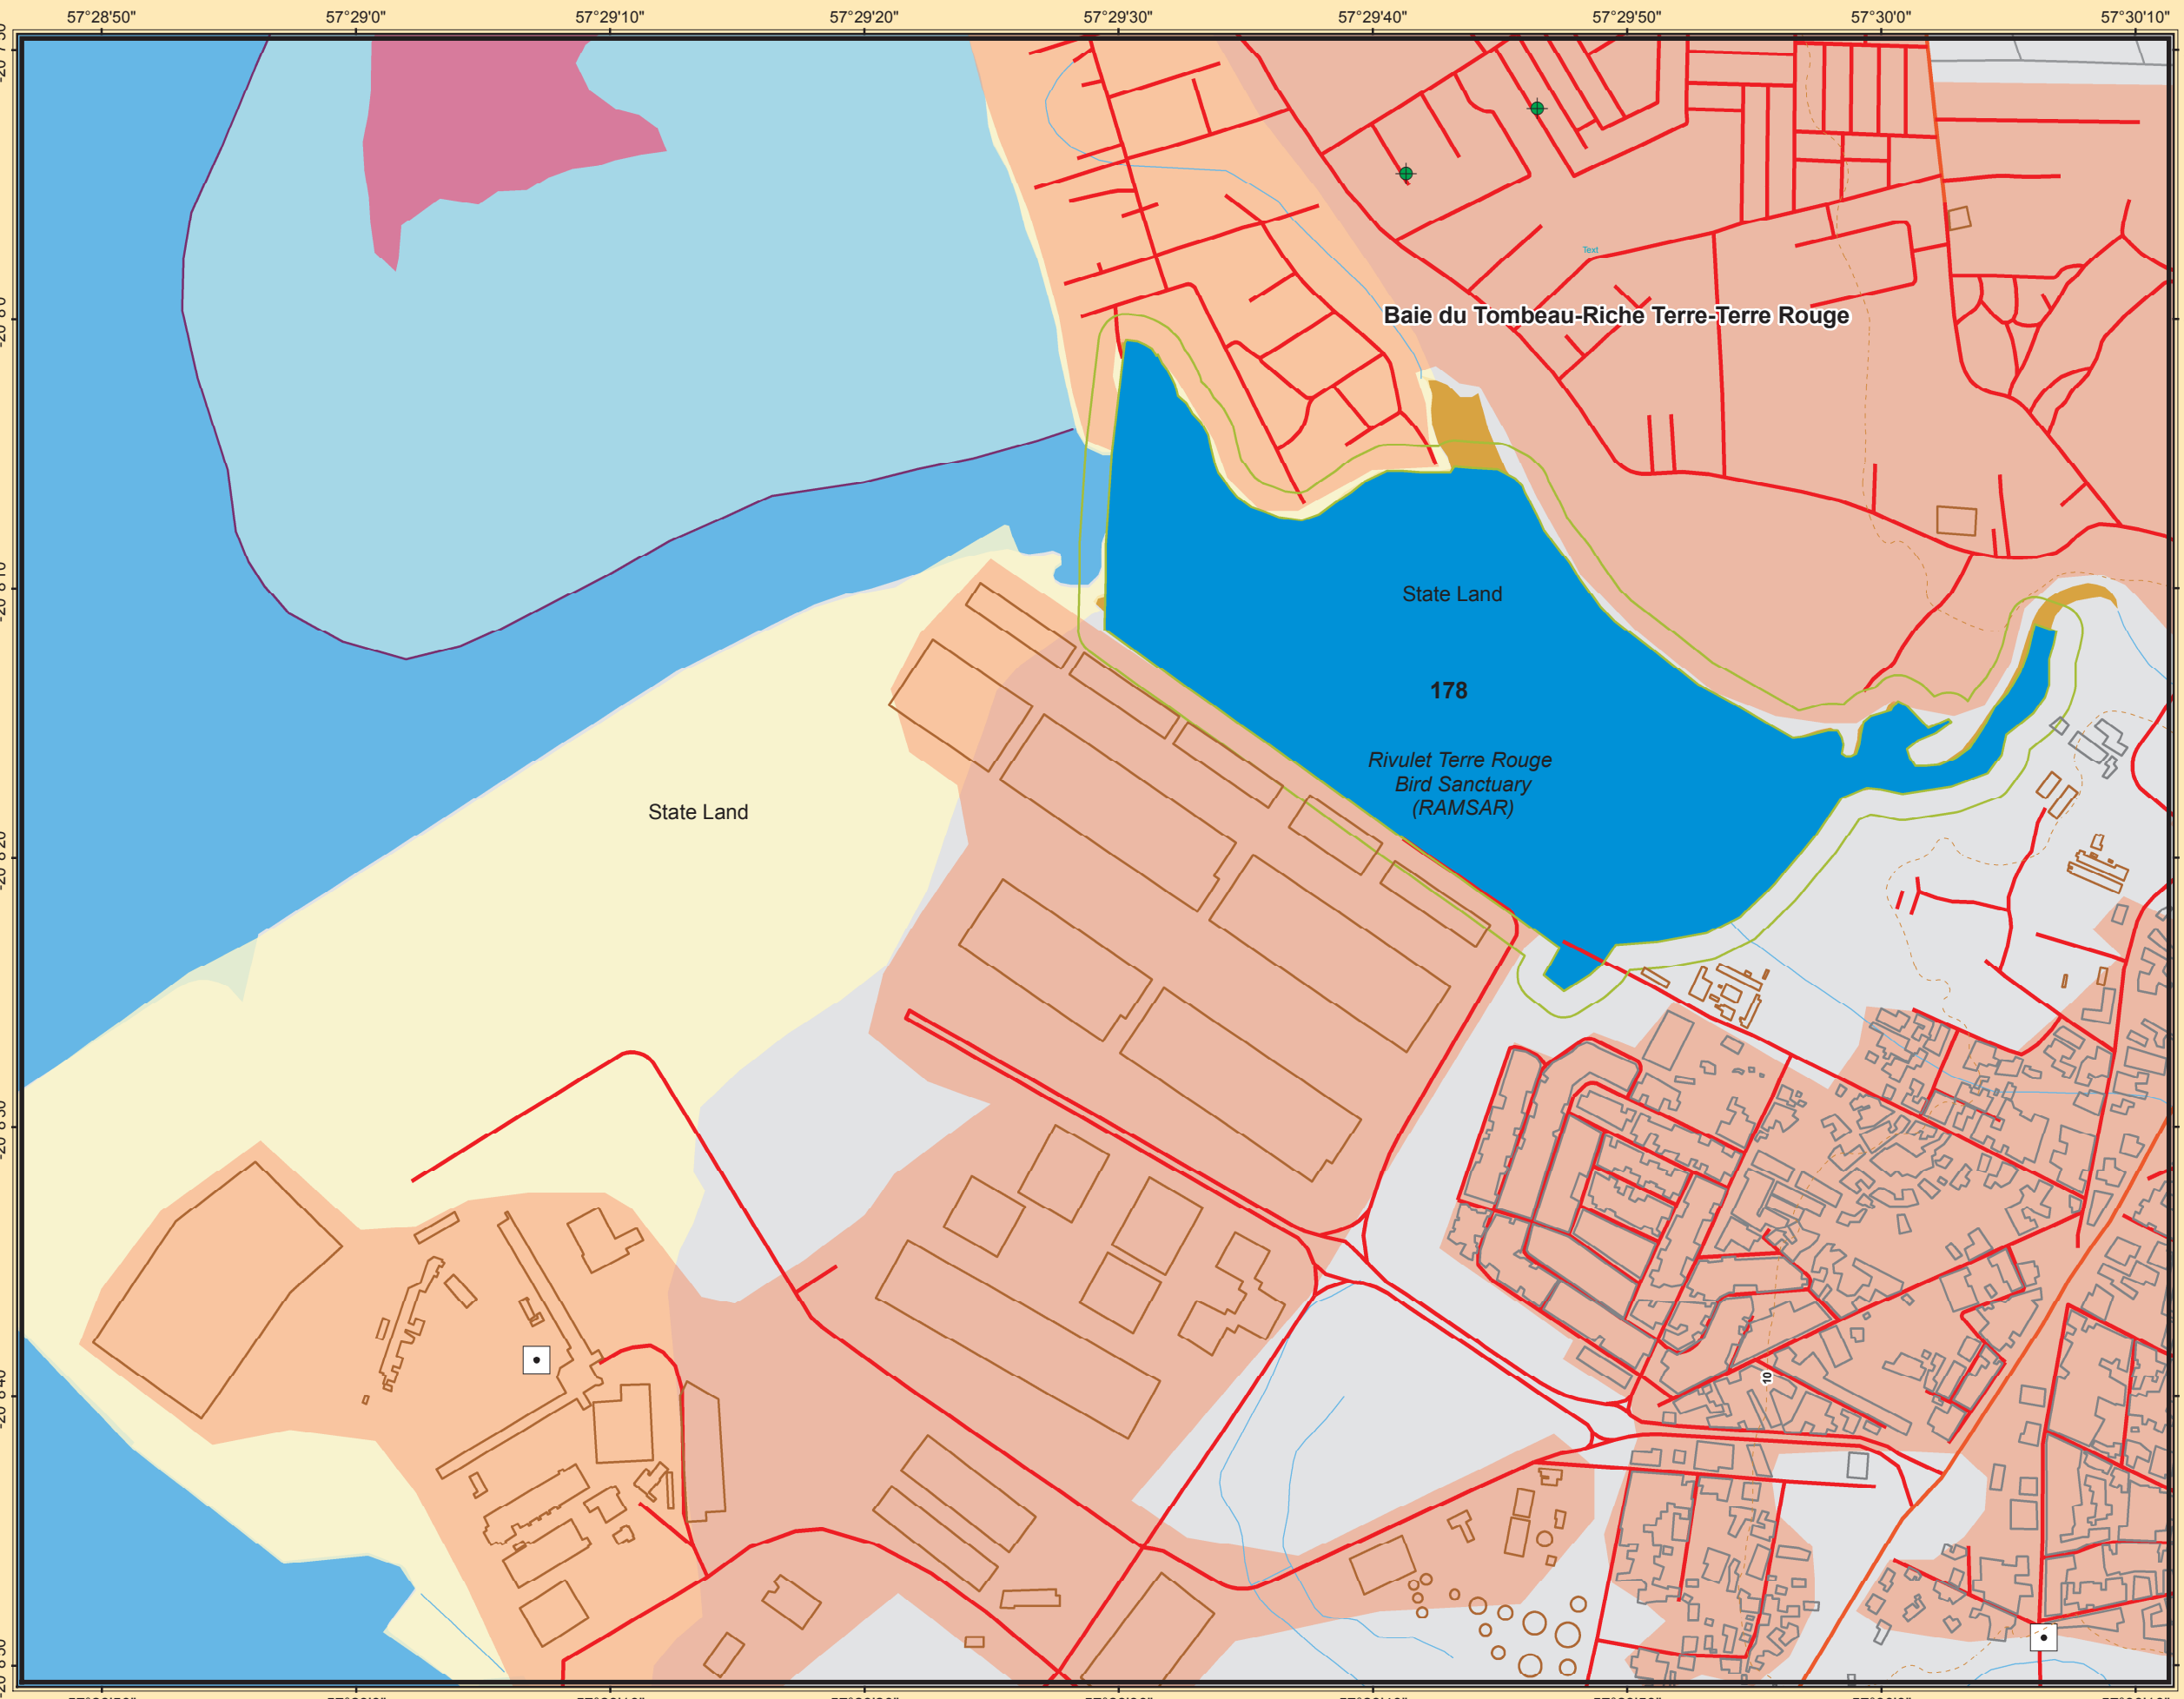 57°28'50" 57°29'0" 57°29'10" 57°29'20" 57°29'30" 57°29'40" 57°29'50" 57°30'0" 57°30'10"
Text
Baie du Tombeau-Riche Terre-Terre Rouge
State Land
178
Rivulet Terre Rouge
Bird Sanctuary
(RAMSAR)
State Land
10